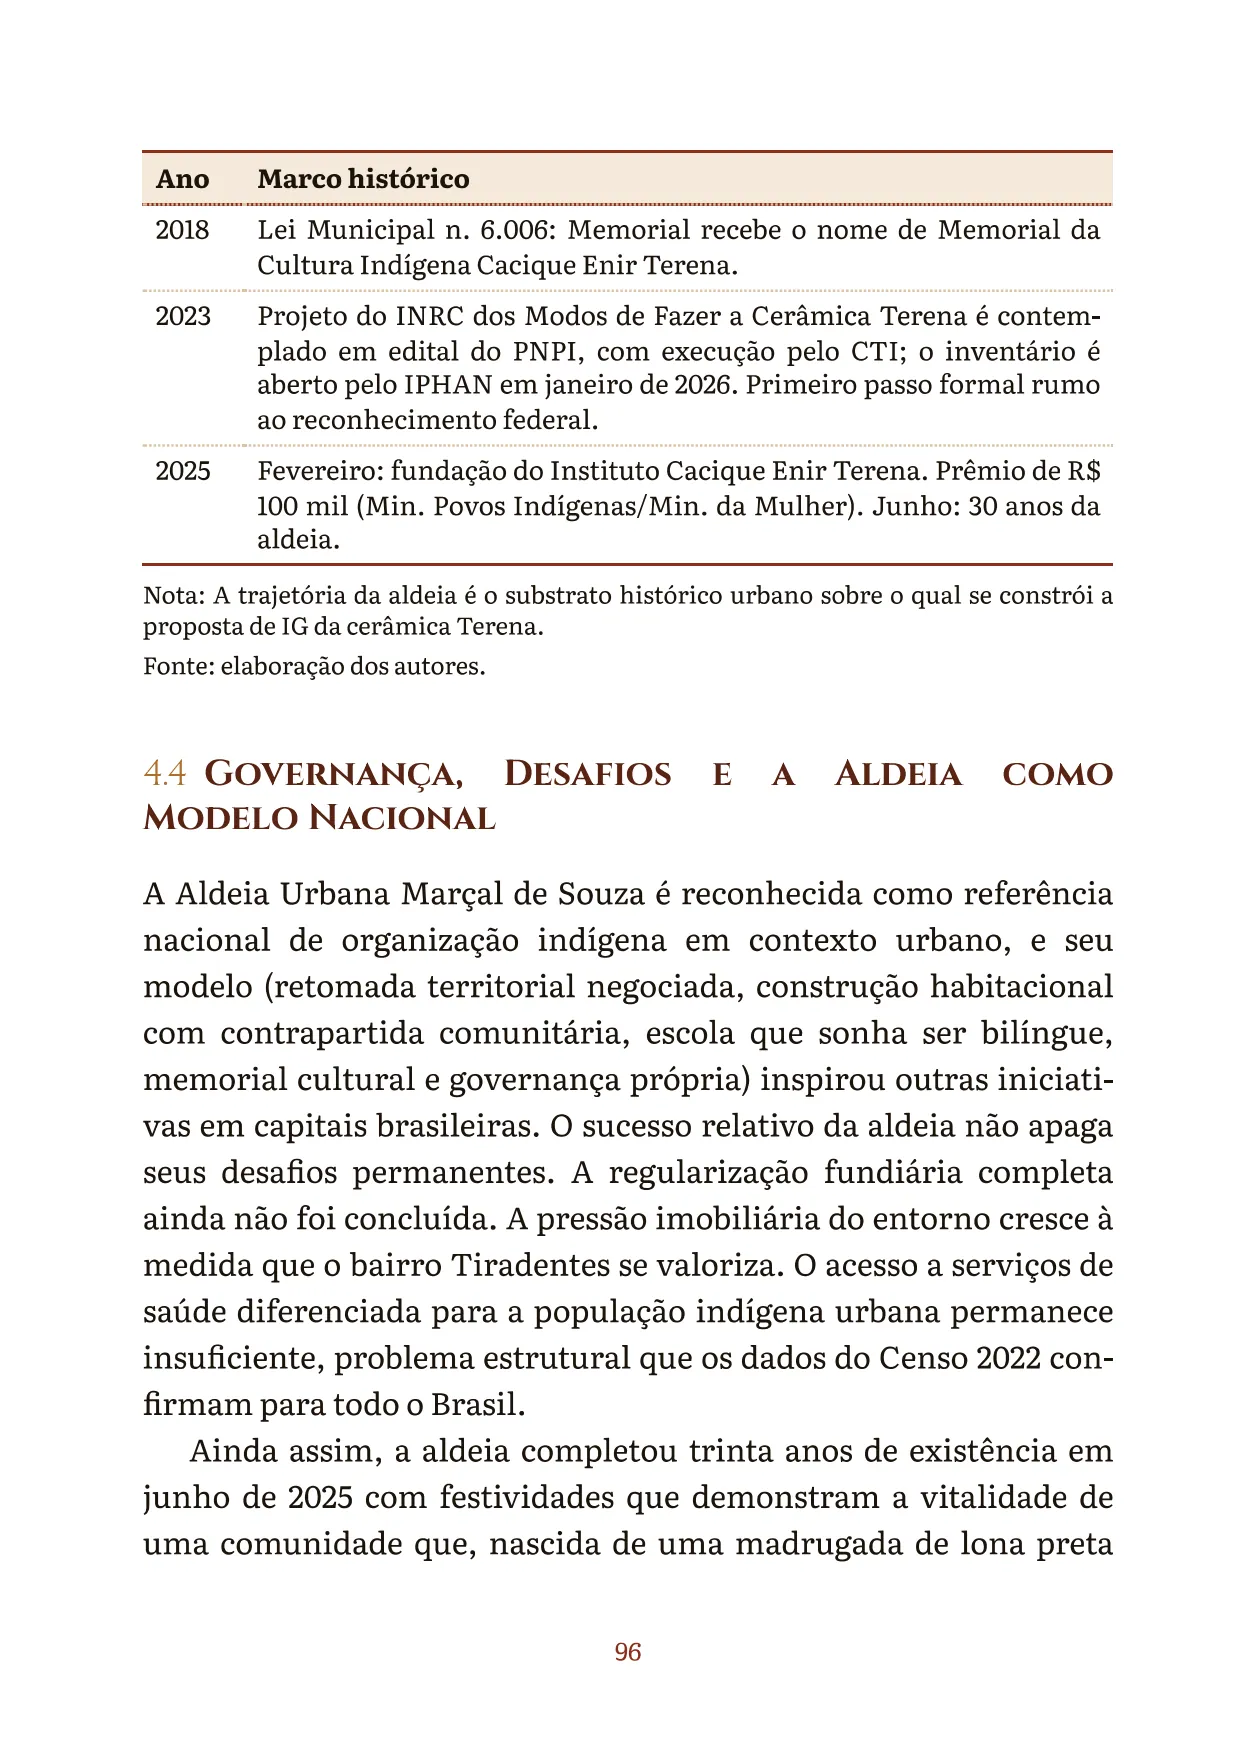 Ano Marco histórico
2018 Lei Municipal n. 6.006: Memorial recebe o nome de Memorial da
Cultura Indígena Cacique Enir Terena.
2023 Projeto do INRC dos Modos de Fazer a Cerâmica Terena é contem-
plado em edital do PNPI, com execução pelo CTI; o inventário é
aberto pelo IPHAN em janeiro de 2026. Primeiro passo formal rumo
ao reconhecimento federal.
2025 Fevereiro: fundação do Instituto Cacique Enir Terena. Prêmio de R$
100 mil (Min. Povos Indígenas/Min. da Mulher). Junho: 30 anos da
aldeia.
Nota: A trajetória da aldeia é o substrato histórico urbano sobre o qual se constrói a
proposta de IG da cerâmica Terena.
Fonte: elaboração dos autores.
4.4 Governança, Desafios e a Aldeia como
Modelo Nacional
A Aldeia Urbana Marçal de Souza é reconhecida como referência
nacional de organização indígena em contexto urbano, e seu
modelo (retomada territorial negociada, construção habitacional
com contrapartida comunitária, escola que sonha ser bilíngue,
memorial cultural e governança própria) inspirou outras iniciati-
vas em capitais brasileiras. O sucesso relativo da aldeia não apaga
seus desafios permanentes. A regularização fundiária completa
ainda não foi concluída. A pressão imobiliária do entorno cresce à
medida que o bairro Tiradentes se valoriza. O acesso a serviços de
saúde diferenciada para a população indígena urbana permanece
insuficiente, problema estrutural que os dados do Censo 2022 con-
firmam para todo o Brasil.
Ainda assim, a aldeia completou trinta anos de existência em
junho de 2025 com festividades que demonstram a vitalidade de
uma comunidade que, nascida de uma madrugada de lona preta
96